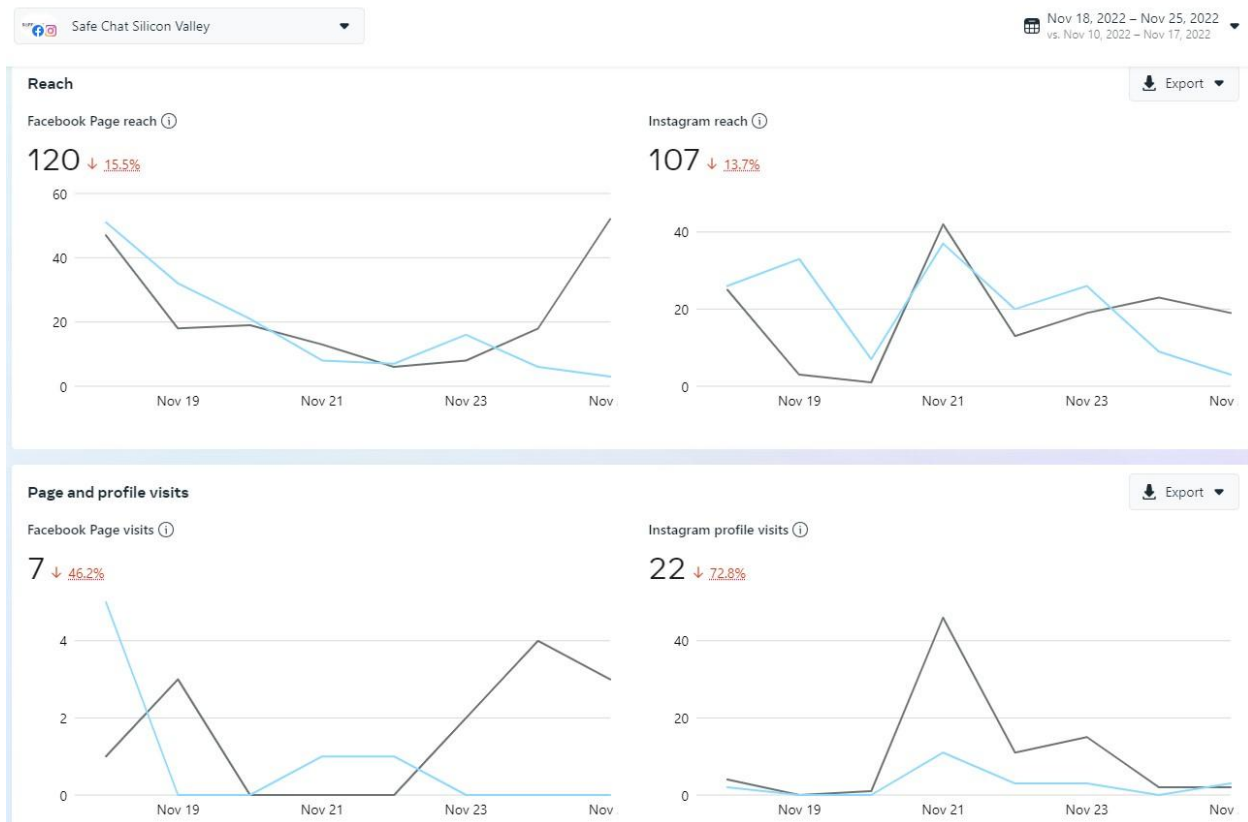 Safe Chat Silicon Valley
Nov 18, 2022 – Nov 25, 2022
vs. Nov 10, 2022 – Nov 17, 2022
Reach
Export
Facebook Page reach
120 ↓ 15.5%
60
40
20
0
Nov 19 Nov 21 Nov 23 Nov
Instagram reach
107 ↓ 13.7%
40
20
0
Nov 19 Nov 21 Nov 23 Nov
Page and profile visits
Export
Facebook Page visits
7 ↓ 46.2%
4
2
0
Nov 19 Nov 21 Nov 23 Nov
Instagram profile visits
22 ↓ 72.8%
40
20
0
Nov 19 Nov 21 Nov 23 Nov